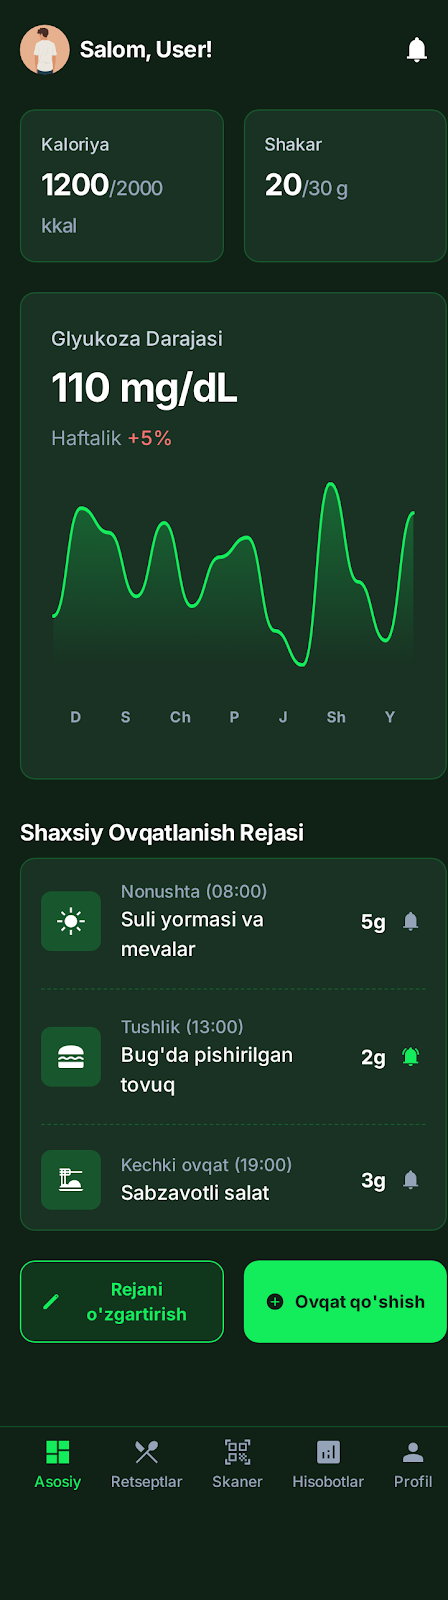 Salom, User!
Kaloriya
1200/2000
kkal
Shakar
20/30 g
Glyukoza Darajasi
110 mg/dL
Haftalik +5%
D S Ch P J Sh Y
Shaxsiy Ovqatlanish Rejasi
Nonushta (08:00)
Suli yormasi va
mevalar
5g
Tushlik (13:00)
Bug'da pishirilgan
tovuq
2g
Kechki ovqat (19:00)
Sabzavotli salat
3g
Rejani
o'zgartirish
Ovqat qo'shish
Asosiy Retseptlar Skaner Hisobotlar Profil